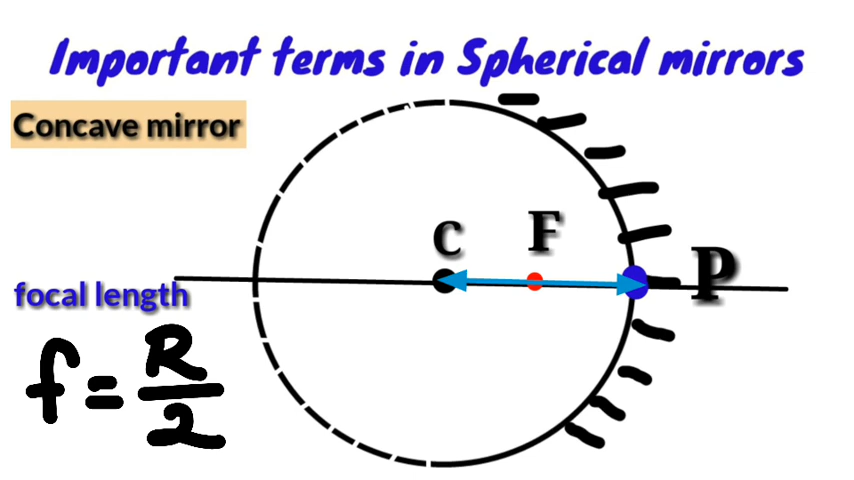 Important terms in Spherical mirrors
Concave mirror
C
F
P
focal length
f = R/2